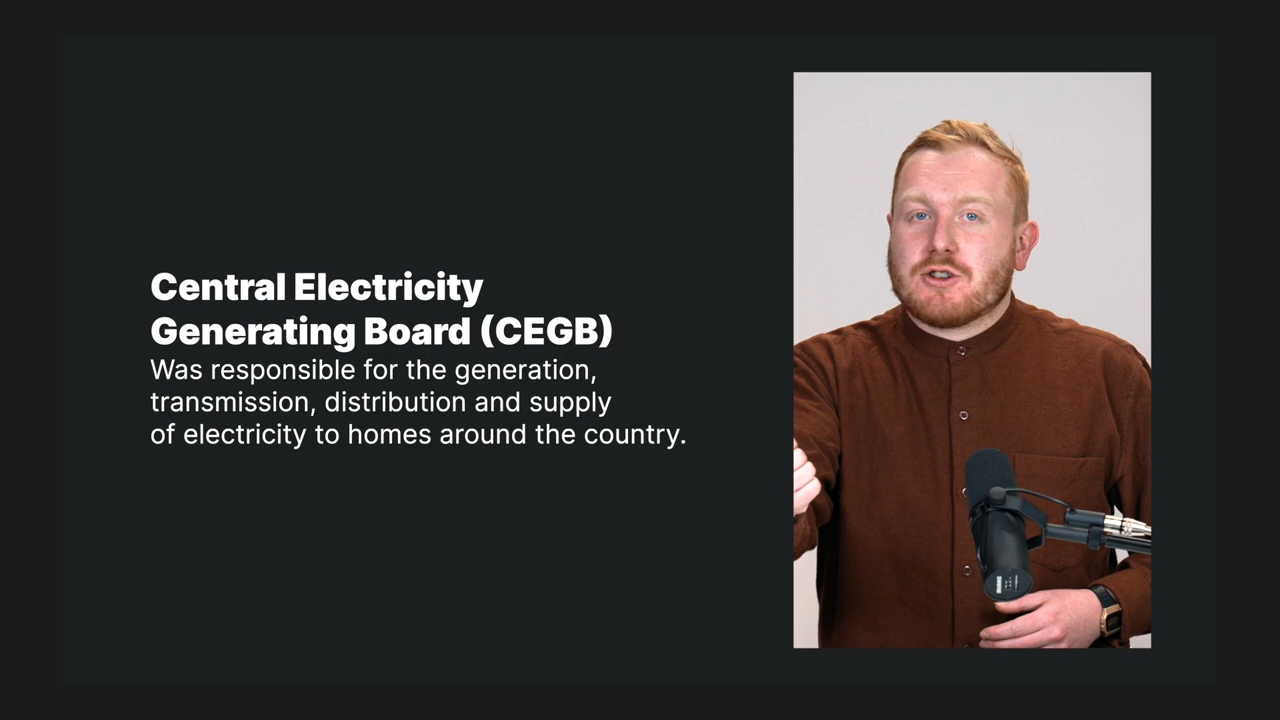 Central Electricity
Generating Board (CEGB)
Was responsible for the generation,
transmission, distribution and supply
of electricity to homes around the country.